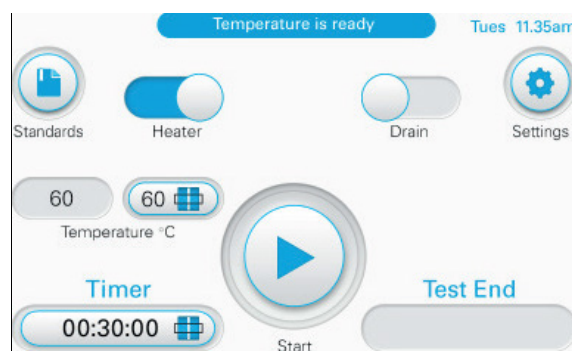 Temperature is ready
Tues 11.35am
Standards
Heater
Drain
Settings
60
60
Temperature °C
Timer
Test End
00:30:00
Start